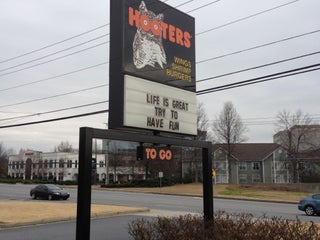 HOOTERS
WINGS
SHRIMP
BURGERS
LIFE IS GREAT
TRY TO
HAVE FUN
TO GO